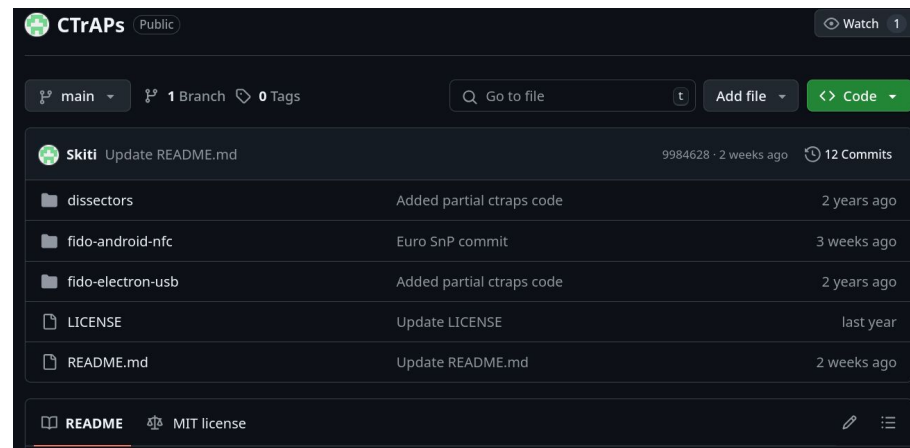 CTrAPs Public Watch 1
main 1 Branch 0 Tags Go to file t Add file Code
Skiti Update README.md 9984628 · 2 weeks ago 12 Commits
dissectors Added partial ctraps code 2 years ago
fido-android-nfc Euro SnP commit 3 weeks ago
fido-electron-usb Added partial ctraps code 2 years ago
LICENSE Update LICENSE last year
README.md Update README.md 2 weeks ago
README MIT license